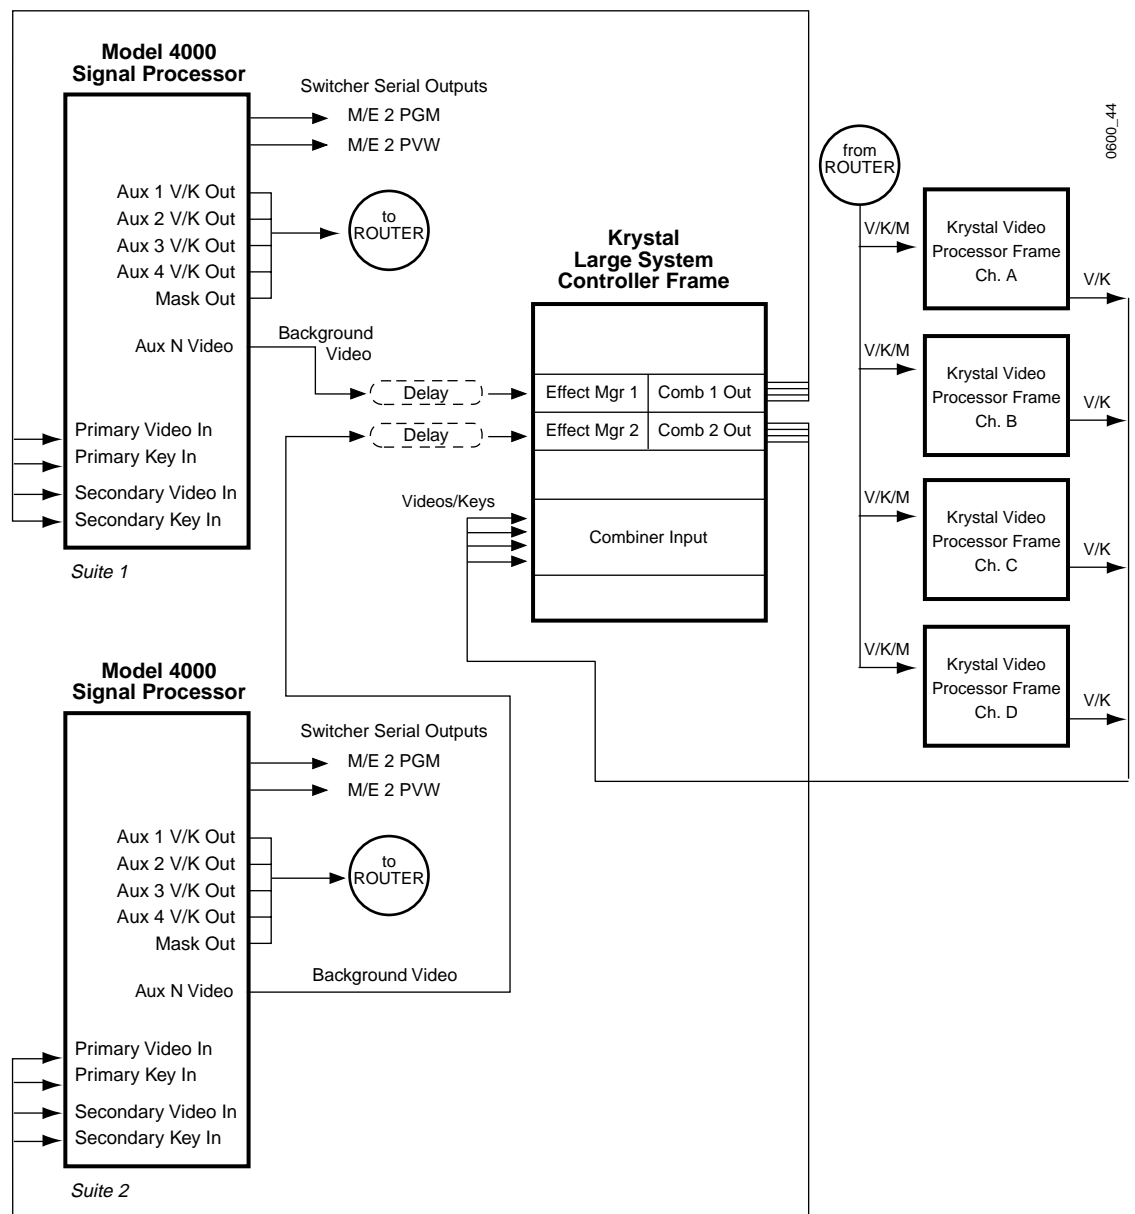 Model 4000
Signal Processor
Switcher Serial Outputs
M/E 2 PGM
M/E 2 PVW
Aux 1 V/K Out
Aux 2 V/K Out
Aux 3 V/K Out
Aux 4 V/K Out
Mask Out
to
ROUTER
Aux N Video
Background
Video
Delay
Delay
Primary Video In
Primary Key In
Secondary Video In
Secondary Key In
Suite 1
Krystal
Large System
Controller Frame
Effect Mgr 1
Comb 1 Out
Effect Mgr 2
Comb 2 Out
Videos/Keys
Combiner Input
from
ROUTER
0600_44
V/K/M
Krystal Video
Processor Frame
Ch. A
V/K
V/K/M
Krystal Video
Processor Frame
Ch. B
V/K
V/K/M
Krystal Video
Processor Frame
Ch. C
V/K
V/K/M
Krystal Video
Processor Frame
Ch. D
V/K
Model 4000
Signal Processor
Switcher Serial Outputs
M/E 2 PGM
M/E 2 PVW
Aux 1 V/K Out
Aux 2 V/K Out
Aux 3 V/K Out
Aux 4 V/K Out
Mask Out
to
ROUTER
Aux N Video
Background Video
Primary Video In
Primary Key In
Secondary Video In
Secondary Key In
Suite 2